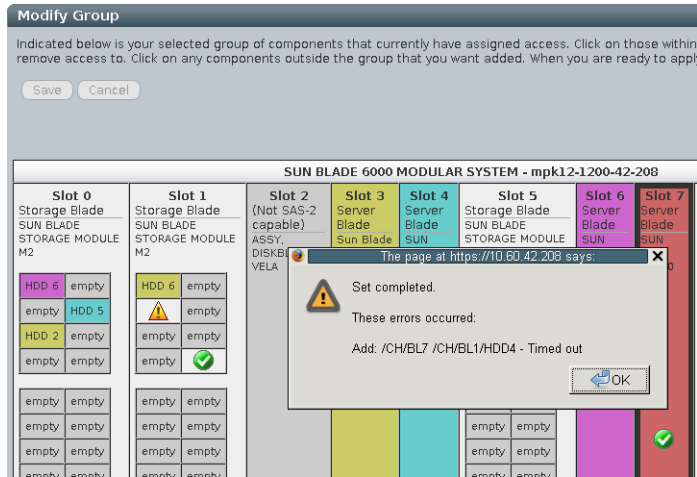 Modify Group
Indicated below is your selected group of components that currently have assigned access. Click on those within
remove access to. Click on any components outside the group that you want added. When you are ready to apply
Save Cancel
SUN BLADE 6000 MODULAR SYSTEM - mpk12-1200-42-208
Slot 0
Storage Blade
SUN BLADE
STORAGE MODULE
M2
HDD 6 empty
empty HDD 5
HDD 2 empty
empty empty
empty empty
empty empty
empty empty
empty empty
Slot 1
Storage Blade
SUN BLADE
STORAGE MODULE
M2
HDD 6 empty
empty
empty empty
empty
empty empty
empty empty
empty empty
empty empty
Slot 2
(Not SAS-2
capable)
ASSY,
VELA
Slot 3
Server
Blade
Sun Blade
Slot 4
Server
Blade
SUN
Slot 5
Storage Blade
SUN BLADE
STORAGE MODULE
empty empty
empty empty
empty empty
Slot 6
Server
Blade
SUN
Slot 7
Server
Blade
SUN
The page at https://10.60.42.208 says:
Set completed.
These errors occurred:
Add: /CH/BL7 /CH/BL1/HDD4 - Timed out
OK